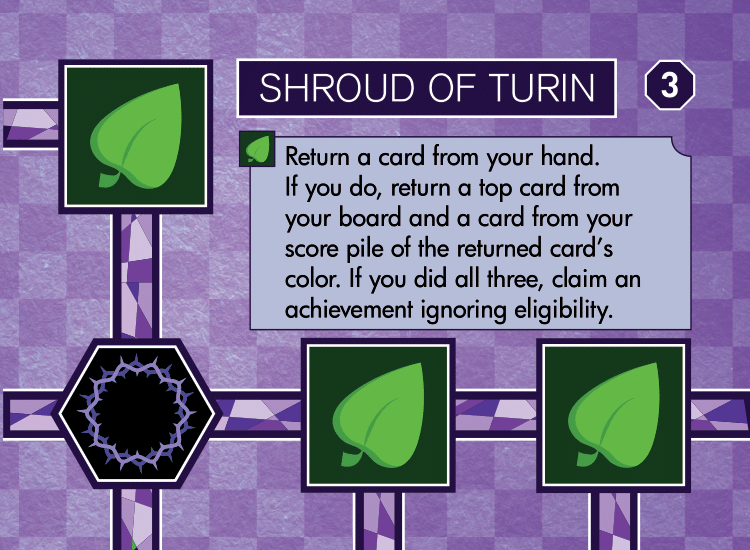 SHROUD OF TURIN
3
Return a card from your hand.
If you do, return a top card from
your board and a card from your
score pile of the returned card's
color. If you did all three, claim an
achievement ignoring eligibility.